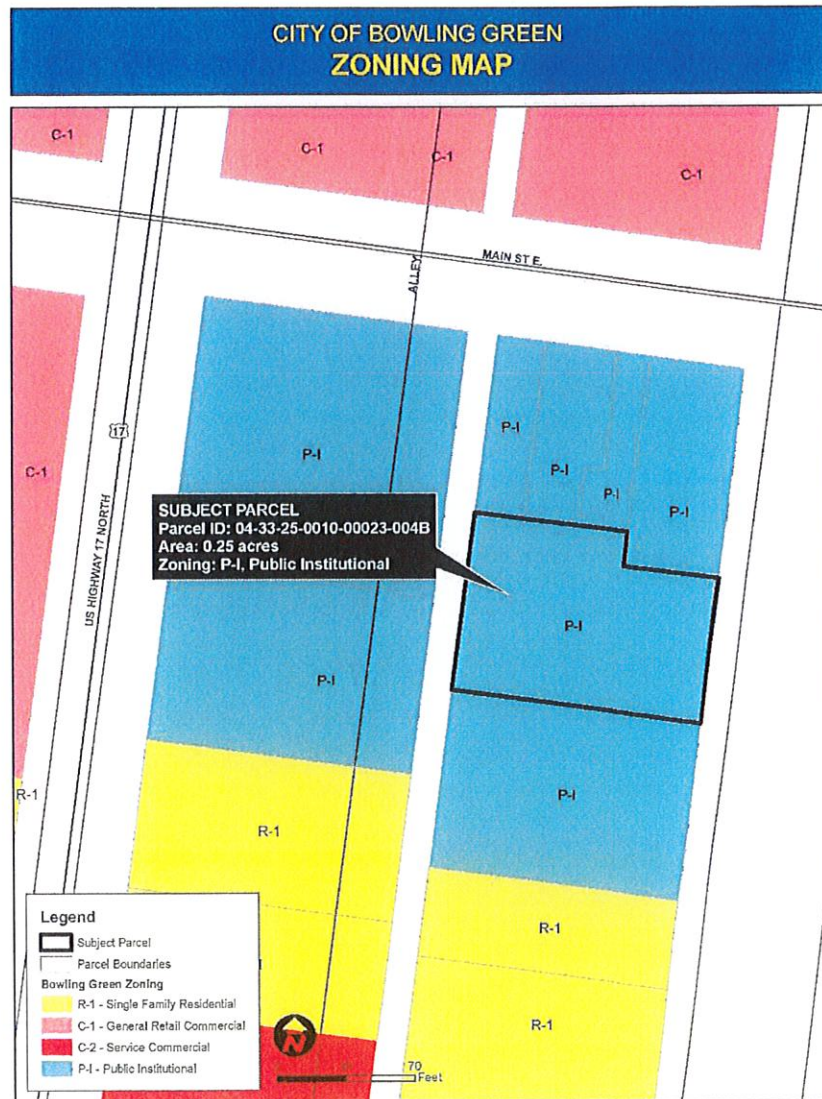 CITY OF BOWLING GREEN
ZONING MAP
C-1
C-1
C-1
C-1
MAIN ST E.
ALLEY
17
P-I
P-I
P-I
P-I
P-I
C-1
US HIGHWAY 17 NORTH
SUBJECT PARCEL
Parcel ID: 04-33-25-0010-00023-004B
Area: 0.25 acres
Zoning: P-I, Public Institutional
P-I
P-I
P-I
R-1
R-1
R-1
R-1
Legend
Subject Parcel
Parcel Boundaries
Bowling Green Zoning
R-1 - Single Family Residential
C-1 - General Retail Commercial
C-2 - Service Commercial
P-I - Public Institutional
N
70
Feet